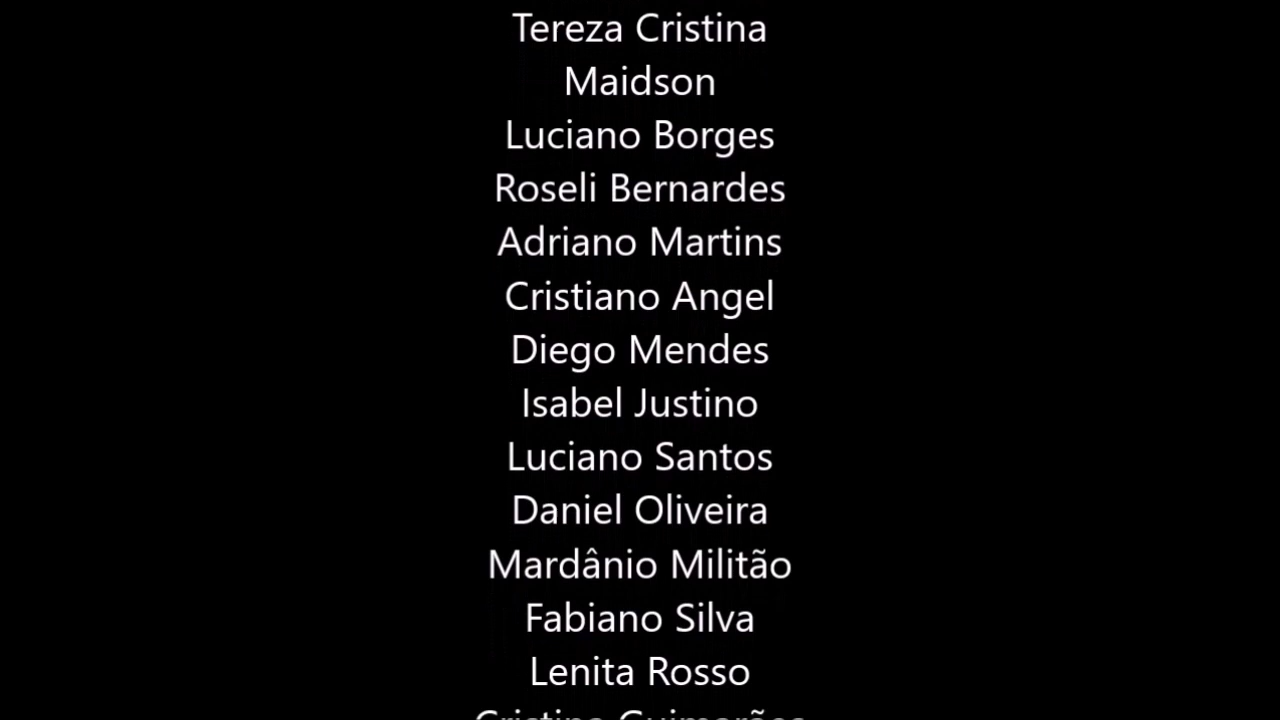 Tereza Cristina
Maidson
Luciano Borges
Roseli Bernardes
Adriano Martins
Cristiano Angel
Diego Mendes
Isabel Justino
Luciano Santos
Daniel Oliveira
Mardânio Militão
Fabiano Silva
Lenita Rosso